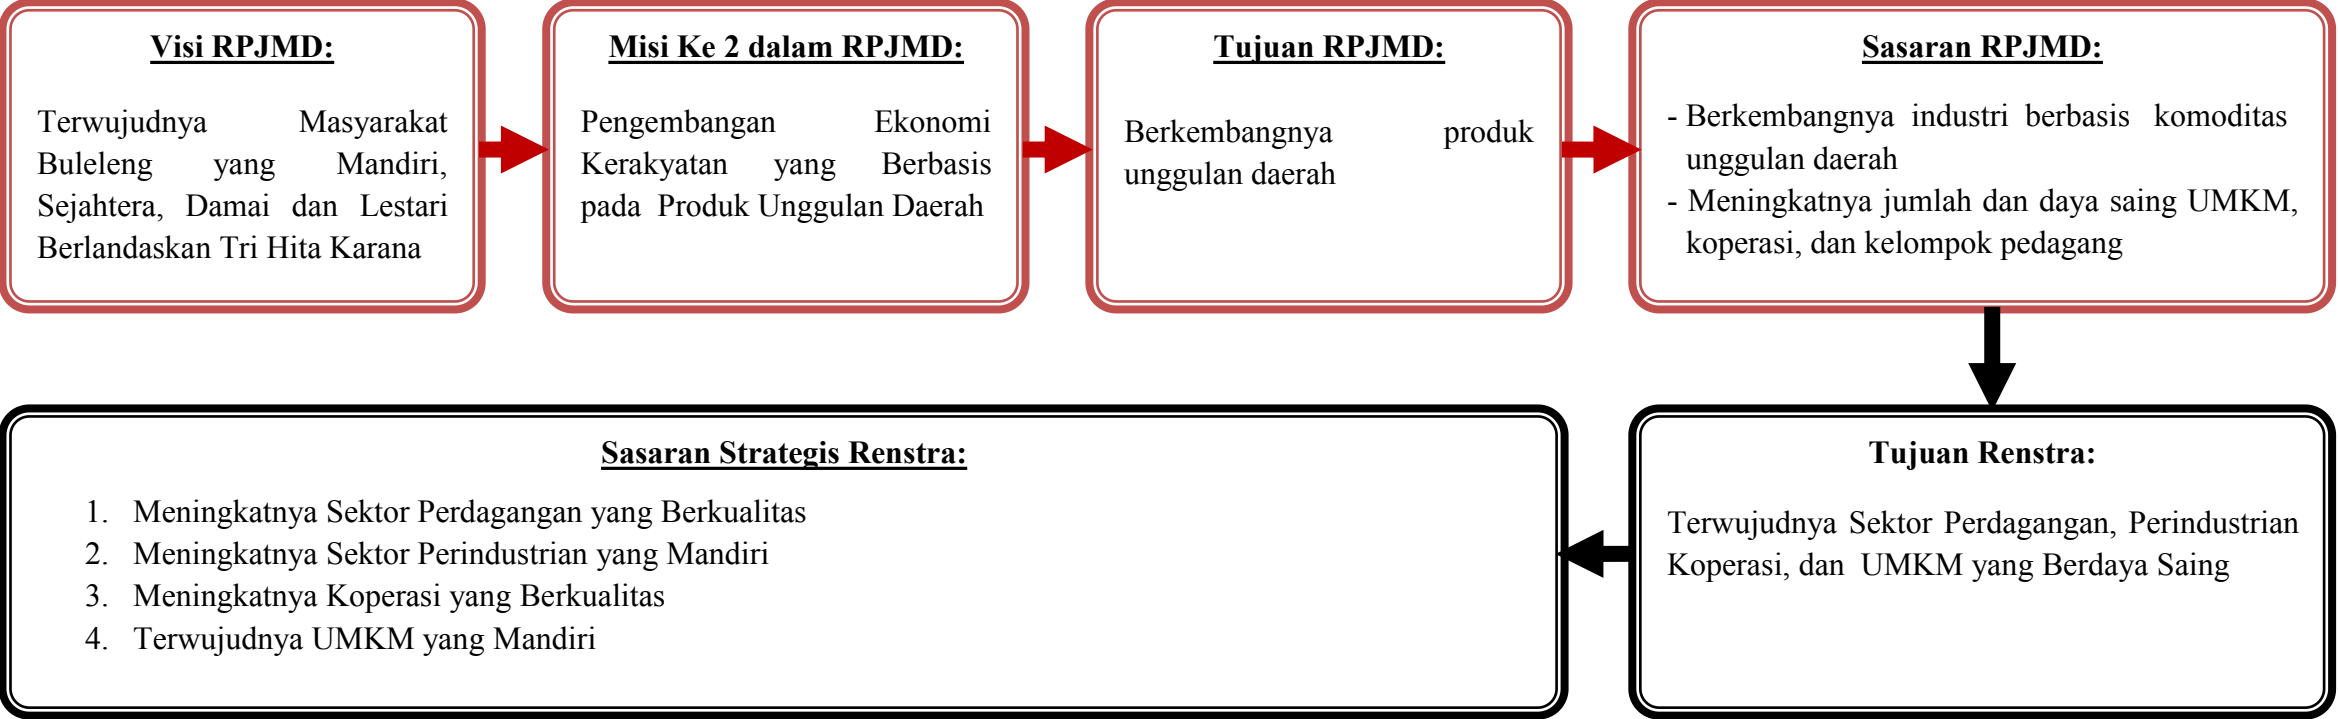 Visi RPJMD:
Terwujudnya Masyarakat
Buleleng yang Mandiri,
Sejahtera, Damai dan Lestari
Berlandaskan Tri Hita Karana
Misi Ke 2 dalam RPJMD:
Pengembangan Ekonomi
Kerakyatan yang Berbasis
pada Produk Unggulan Daerah
Tujuan RPJMD:
Berkembangnya produk
unggulan daerah
Sasaran RPJMD:
- Berkembangnya industri berbasis komoditas
unggulan daerah
- Meningkatnya jumlah dan daya saing UMKM,
koperasi, dan kelompok pedagang
Tujuan Renstra:
Terwujudnya Sektor Perdagangan, Perindustrian
Koperasi, dan UMKM yang Berdaya Saing
Sasaran Strategis Renstra:
1. Meningkatnya Sektor Perdagangan yang Berkualitas
2. Meningkatnya Sektor Perindustrian yang Mandiri
3. Meningkatnya Koperasi yang Berkualitas
4. Terwujudnya UMKM yang Mandiri